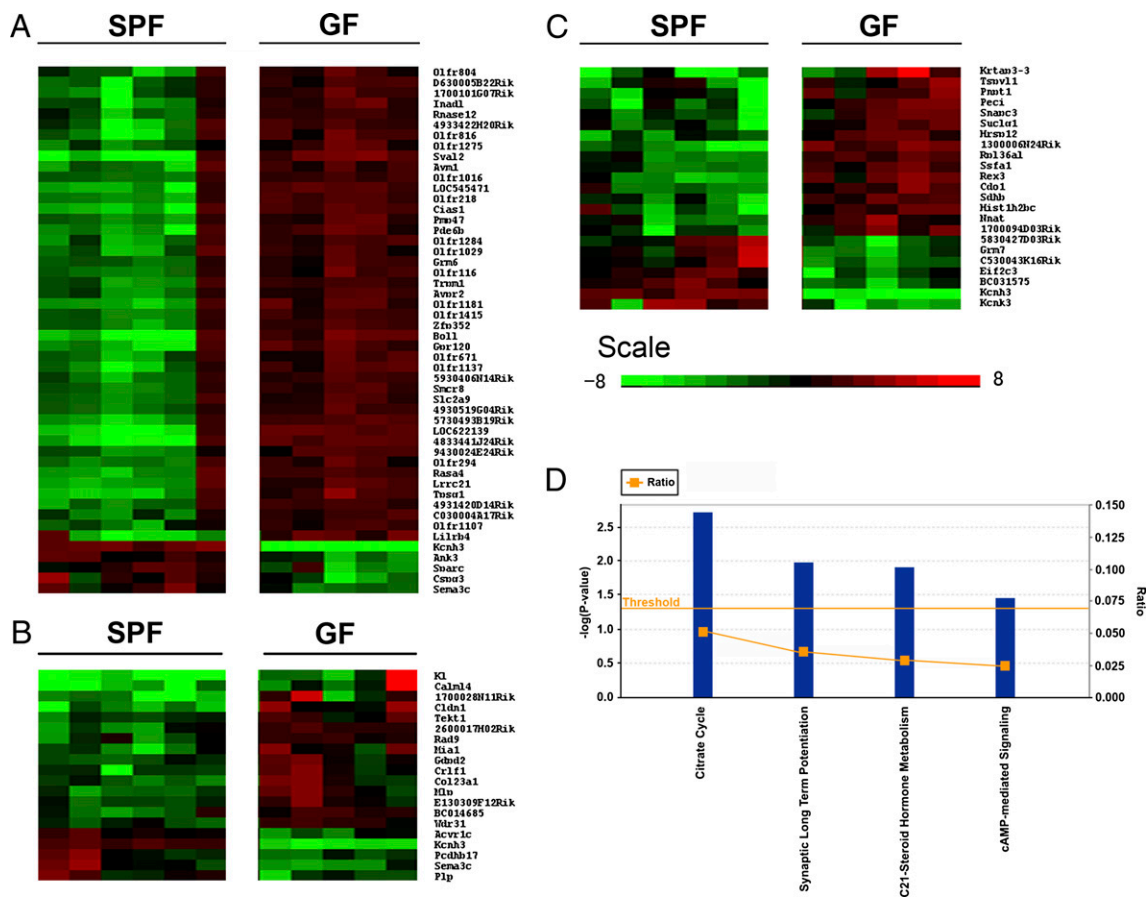 A
SPF
GF
Olfr804
D630005B22Rik
1700101G07Rik
Inadl
Rnase12
4933422H20Rik
Olfr816
Olfr1275
Sval2
Avm1
Olfr1016
LOC545471
Olfr218
Cias1
Pmp47
Pde6b
Olfr1284
Olfr1029
Grm6
Olfr116
Trpm1
Avpr2
Olfr1181
Olfr1415
Zfp352
Boll
Gpr120
Olfr671
Olfr1137
5930406N14Rik
Smcr8
Slc2a9
4930519G04Rik
5730493B19Rik
LOC622139
4833441J24Rik
9430024E24Rik
Olfr294
Rasa4
Lrrc21
Tpsg1
4931420D14Rik
C030004A17Rik
Olfr1107
Lilrb4
Kcnh3
Ank3
Sparc
Cspg3
Sema3c
B
SPF
GF
Kl
Calml4
1700028N11Rik
Cldn1
Tekt1
2600017H02Rik
Rad9
Mia1
Gdpd2
Crlf1
Col23a1
Mlp
E130309F12Rik
BC014685
Wdr31
Acvr1c
Kcnh3
Pcdhb17
Sema3c
Plp
C
SPF
GF
Krtap3-3
Tspyl1
Pppt1
Peci
Snapc3
Suclg1
Hrsp12
1300006N24Rik
Rpl36al
Ssfa1
Rex3
Cdo1
Sdhb
Hist1h2bc
Nnat
1700094D03Rik
5830427D03Rik
Grm7
C530043K16Rik
Eif2c3
BC031575
Kcnh3
Kcnk3
Scale
−8
8
D
Ratio
2.5
2.0
1.5
1.0
0.5
0.0
-log(P-value)
Threshold
0.150
0.125
0.100
0.075
0.050
0.025
0.000
Ratio
Citrate Cycle
Synaptic Long Term Potentiation
C21-Steroid Hormone Metabolism
cAMP-mediated Signaling